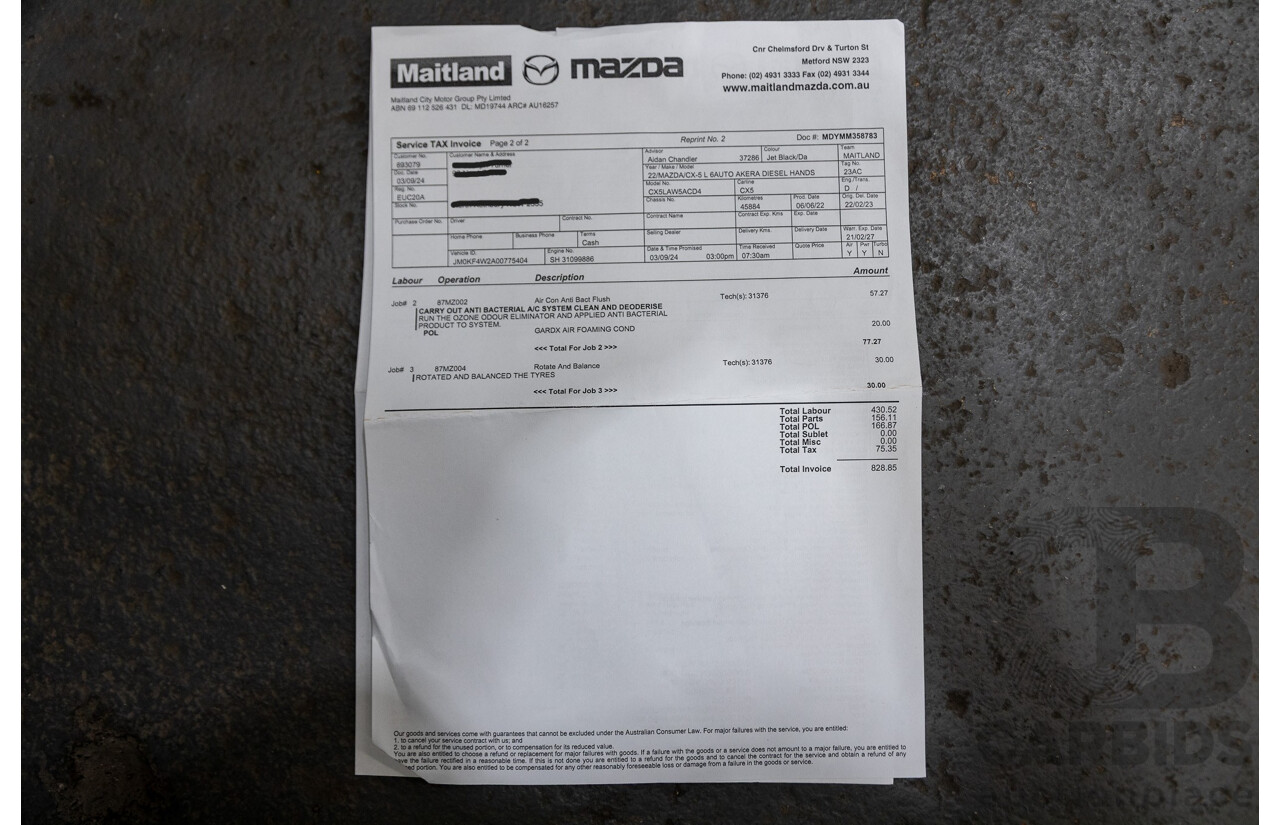 Maitland mazda
Cnr Chelmsford Drv & Turton St
Metford NSW 2323
Phone: (02) 4931 3333 Fax (02) 4931 3344
www.maitlandmazda.com.au
Maitland City Motor Group Pty Limited
ABN 69 112 526 431 DL: MD19744 ARC# AU16257
Service TAX Invoice Page 2 of 2 Reprint No. 2 Doc #: MDYMM358783
Customer No. Customer Name & Address Advisor Colour Team
893079 Aidan Chandler 37286 Jet Black/Da MAITLAND
Doc. Date Year / Make / Model Tag No.
03/09/24 22/MAZDA/CX-5 L 6AUTO AKERA DIESEL HANDS 23AC
Reg. No. Model No. Carline Eng./Trans.
EUC20A CX5LAW5ACD4 CX5 D /
Stock No. Chassis No. Kilometres Prod. Date Orig. Del. Date
45884 06/06/22 22/02/23
Purchase Order No. Driver Contract No. Contract Name Contract Exp. Kms Exp. Date
Home Phone Business Phone Terms Selling Dealer Delivery Kms. Delivery Date Warr. Exp. Date
Cash 21/02/27
Vehicle ID. Engine No. Date & Time Promised Time Received Quote Price Air Pwr Turbo
JM0KF4W2A00775404 SH 31099886 03/09/24 03:00pm 07:30am Y Y N
Labour Operation Description Amount
Job# 2 87MZ002 Air Con Anti Bact Flush Tech(s): 31376 57.27
CARRY OUT ANTI BACTERIAL A/C SYSTEM CLEAN AND DEODERISE
RUN THE OZONE ODOUR ELIMINATOR AND APPLIED ANTI BACTERIAL
PRODUCT TO SYSTEM.
POL GARDX AIR FOAMING COND 20.00
<<< Total For Job 2 >>> 77.27
Job# 3 87MZ004 Rotate And Balance Tech(s): 31376 30.00
ROTATED AND BALANCED THE TYRES
<<< Total For Job 3 >>> 30.00
Total Labour 430.52
Total Parts 156.11
Total POL 166.87
Total Sublet 0.00
Total Misc 0.00
Total Tax 75.35
Total Invoice 828.85
Our goods and services come with guarantees that cannot be excluded under the Australian Consumer Law. For major failures with the service, you are entitled:
1. to cancel your service contract with us; and
2. to a refund for the unused portion, or to compensation for its reduced value.
You are also entitled to choose a refund or replacement for major failures with goods. If a failure with the goods or a service does not amount to a major failure, you are entitled to
the failure rectified in a reasonable time. If this is not done you are entitled to a refund for the goods and to cancel the contract for the service and obtain a refund of any
portion. You are also entitled to be compensated for any other reasonably foreseeable loss or damage from a failure in the goods or service.